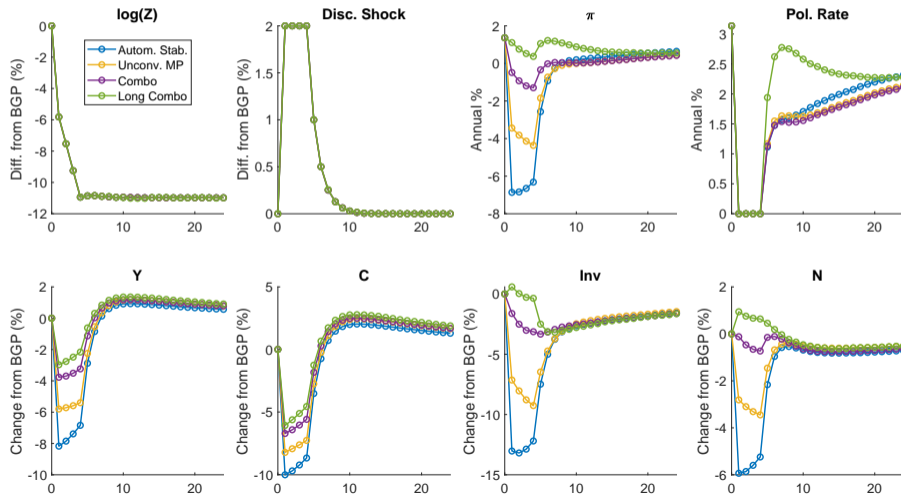 log(Z)
Diff. from BGP (%)
0
-2
-4
-6
-8
-10
-12
0 10 20
Autom. Stab.
Unconv. MP
Combo
Long Combo
Disc. Shock
Diff. from BGP (%)
2
1.5
1
0.5
0
0 10 20
π
Annual %
2
0
-2
-4
-6
-8
0 10 20
Pol. Rate
Annual %
3
2.5
2
1.5
1
0.5
0
0 10 20
Y
Change from BGP (%)
2
0
-2
-4
-6
-8
-10
0 10 20
C
Change from BGP (%)
5
0
-5
-10
0 10 20
Inv
Change from BGP (%)
0
-5
-10
-15
0 10 20
N
Change from BGP (%)
2
0
-2
-4
-6
0 10 20